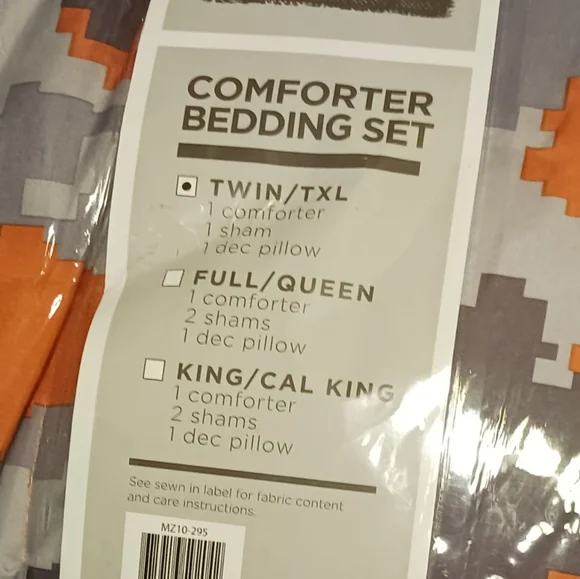 COMFORTER
BEDDING SET
TWIN/TXL
1 comforter
1 sham
1 dec pillow
FULL/QUEEN
1 comforter
2 shams
1 dec pillow
KING/CAL KING
1 comforter
2 shams
1 dec pillow
See sewn in label for fabric content
and care instructions.
MZ10-295